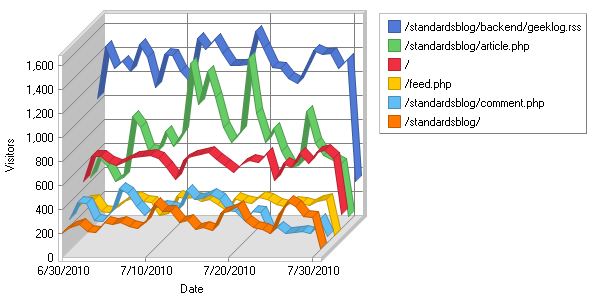 /standardsblog/backend/geeklog.rss
/standardsblog/article.php
/
/feed.php
/standardsblog/comment.php
/standardsblog/
1,600
1,400
1,200
1,000
800
600
400
200
0
Visitors
6/30/2010 7/10/2010 7/20/2010 7/30/2010
Date